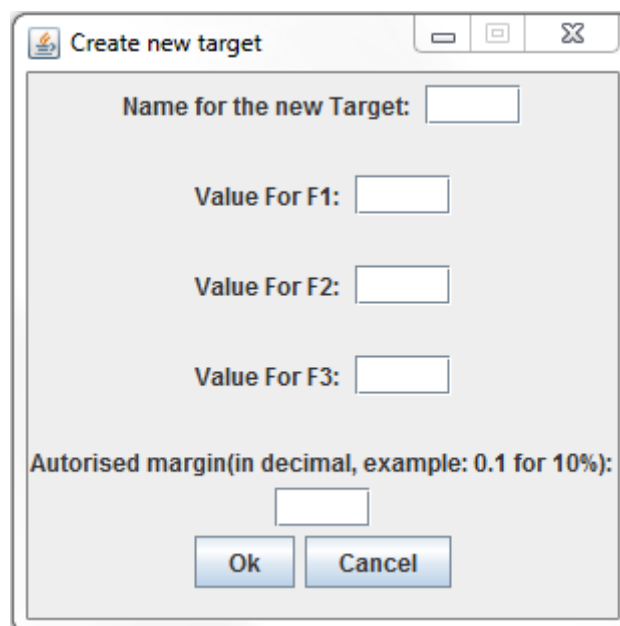 Create new target
Name for the new Target:
Value For F1:
Value For F2:
Value For F3:
Autorised margin(in decimal, example: 0.1 for 10%):
Ok Cancel